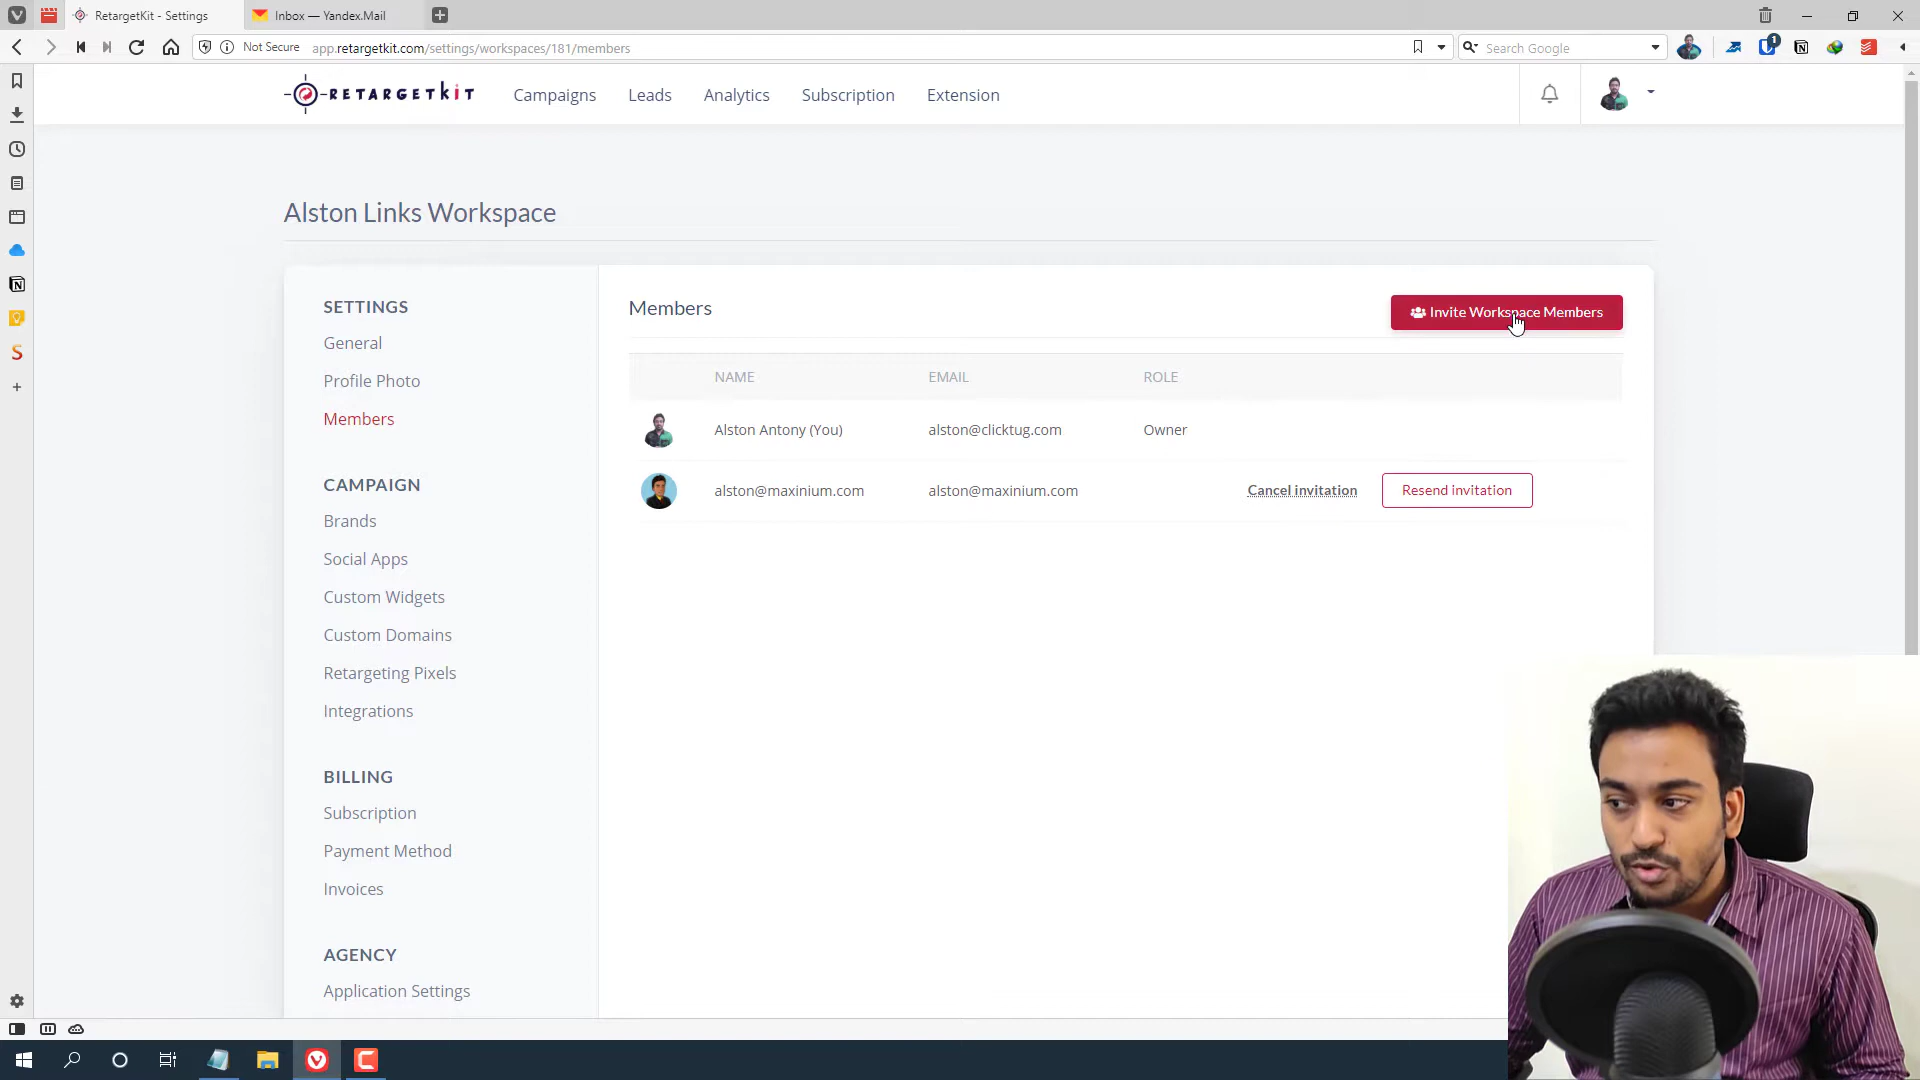 RetargetKit - Settings
Inbox — Yandex.Mail
Not Secure
app.retargetkit.com/settings/workspaces/181/members
Search Google
1
RETARGETKIT
Campaigns
Leads
Analytics
Subscription
Extension
Alston Links Workspace
SETTINGS
General
Profile Photo
Members
CAMPAIGN
Brands
Social Apps
Custom Widgets
Custom Domains
Retargeting Pixels
Integrations
BILLING
Subscription
Payment Method
Invoices
AGENCY
Application Settings
Members
Invite Workspace Members
NAME EMAIL ROLE
Alston Antony (You) alston@clicktug.com Owner
alston@maxinium.com alston@maxinium.com Cancel invitation Resend invitation